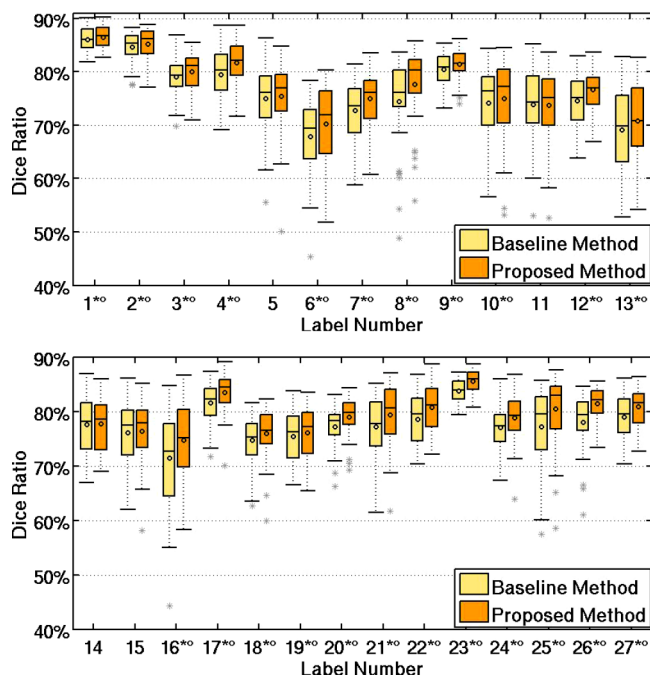 90%
80%
70%
60%
50%
40%
Dice Ratio
Baseline Method
Proposed Method
1*o 2*o 3*o 4*o 5 6*o 7*o 8*o 9*o 10*o 11 12*o 13*o
Label Number
90%
80%
70%
60%
50%
40%
Dice Ratio
Baseline Method
Proposed Method
14 15 16*o 17*o 18*o 19*o 20*o 21*o 22*o 23*o 24*o 25*o 26*o 27*o
Label Number